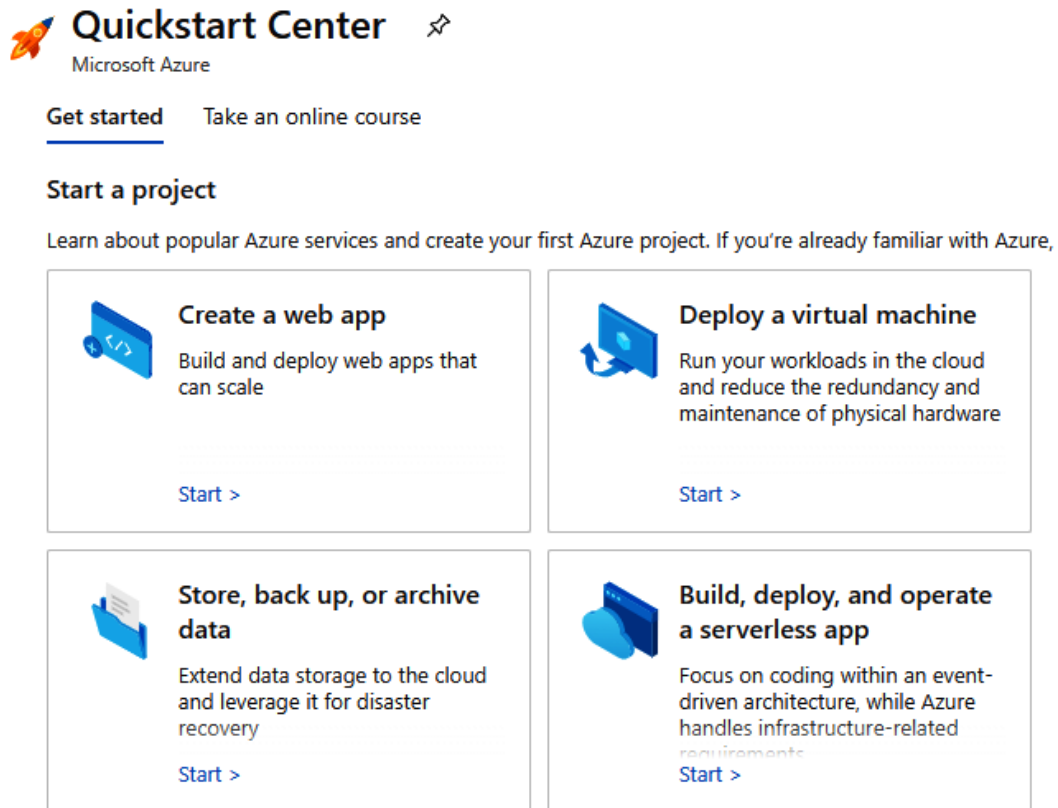 Quickstart Center
Microsoft Azure
Get started
Take an online course
Start a project
Learn about popular Azure services and create your first Azure project. If you're already familiar with Azure,
Create a web app
Build and deploy web apps that
can scale
Start >
Deploy a virtual machine
Run your workloads in the cloud
and reduce the redundancy and
maintenance of physical hardware
Start >
Store, back up, or archive
data
Extend data storage to the cloud
and leverage it for disaster
recovery
Start >
Build, deploy, and operate
a serverless app
Focus on coding within an event-
driven architecture, while Azure
handles infrastructure-related
requirements
Start >